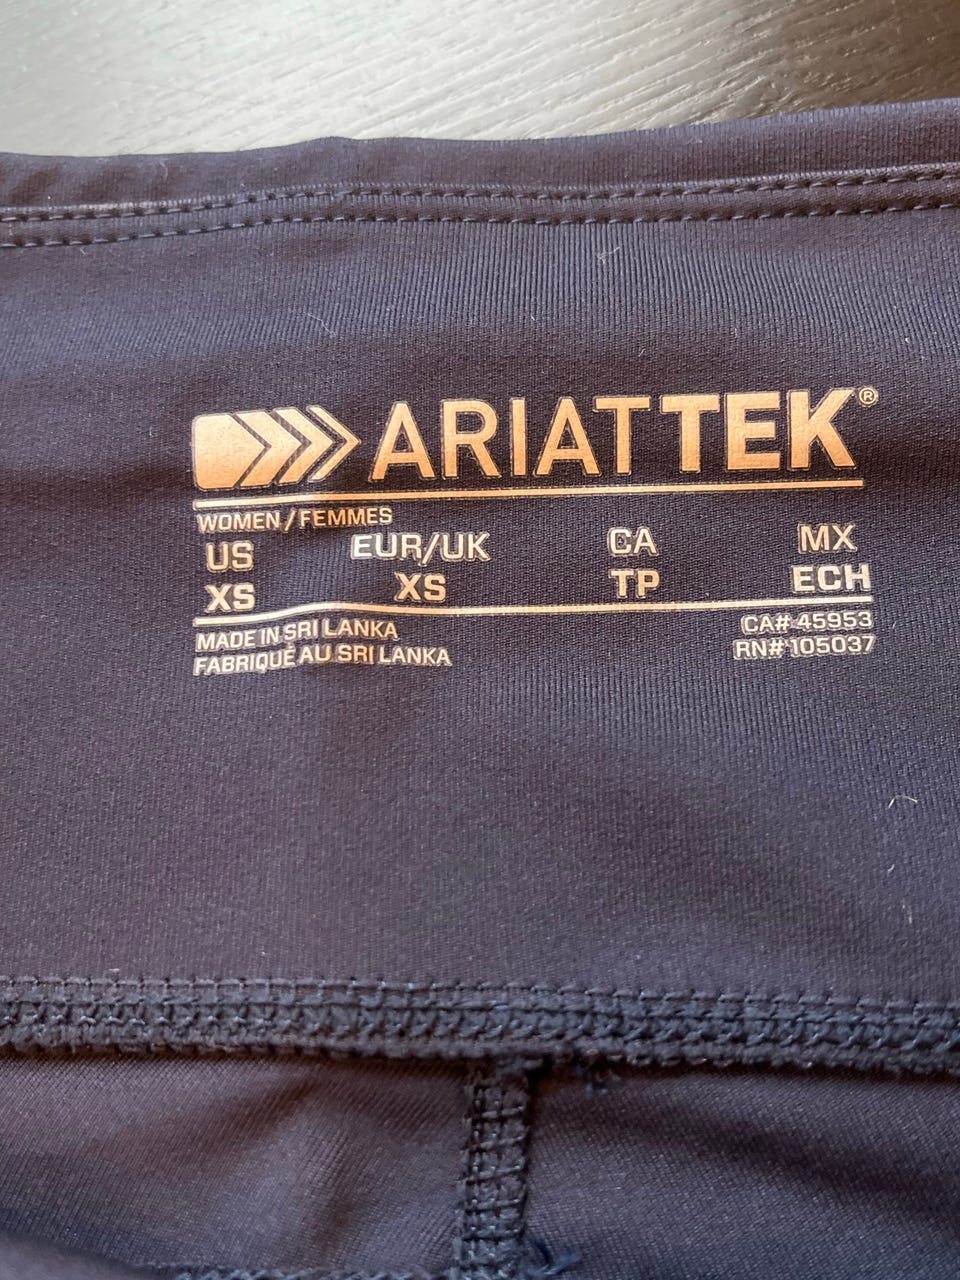 ARIATTEK®
WOMEN/FEMMES
US EUR/UK CA MX
XS XS TP ECH
MADE IN SRI LANKA CA# 45953
FABRIQUÉ AU SRI LANKA RN# 105037